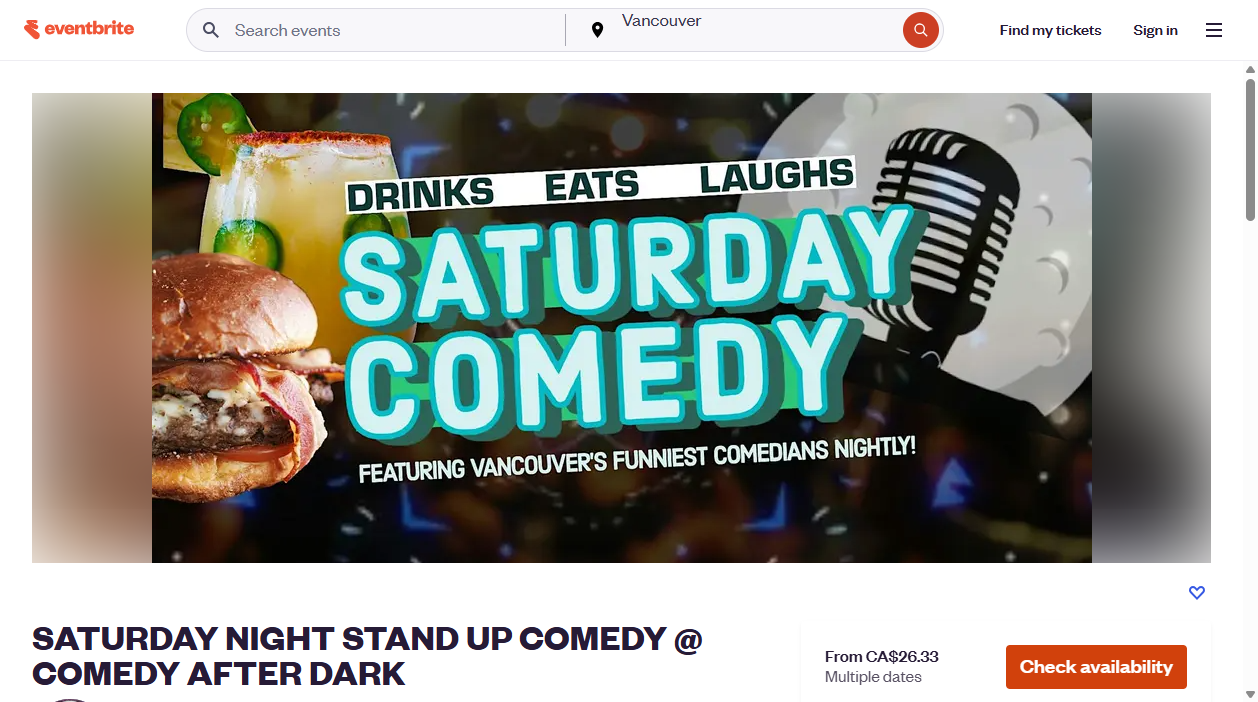 eventbrite
Search events
Vancouver
Find my tickets
Sign in
DRINKS EATS LAUGHS
SATURDAY
COMEDY
FEATURING VANCOUVER'S FUNNIEST COMEDIANS NIGHTLY!
SATURDAY NIGHT STAND UP COMEDY @
COMEDY AFTER DARK
From CA$26.33
Multiple dates
Check availability